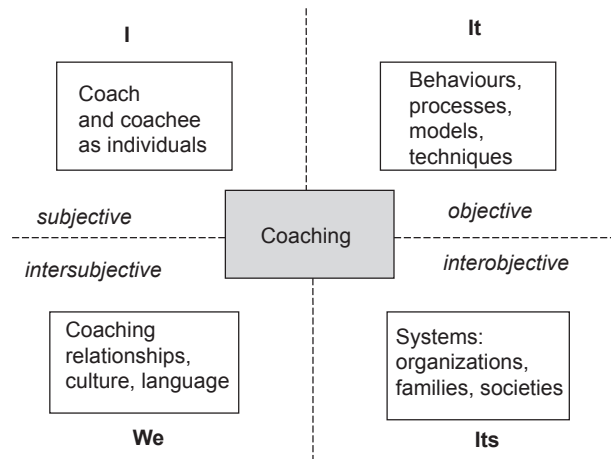 I
It
Coach
and coachee
as individuals
Behaviours,
processes,
models,
techniques
subjective
objective
Coaching
intersubjective
interobjective
Coaching
relationships,
culture, language
Systems:
organizations,
families, societies
We
Its